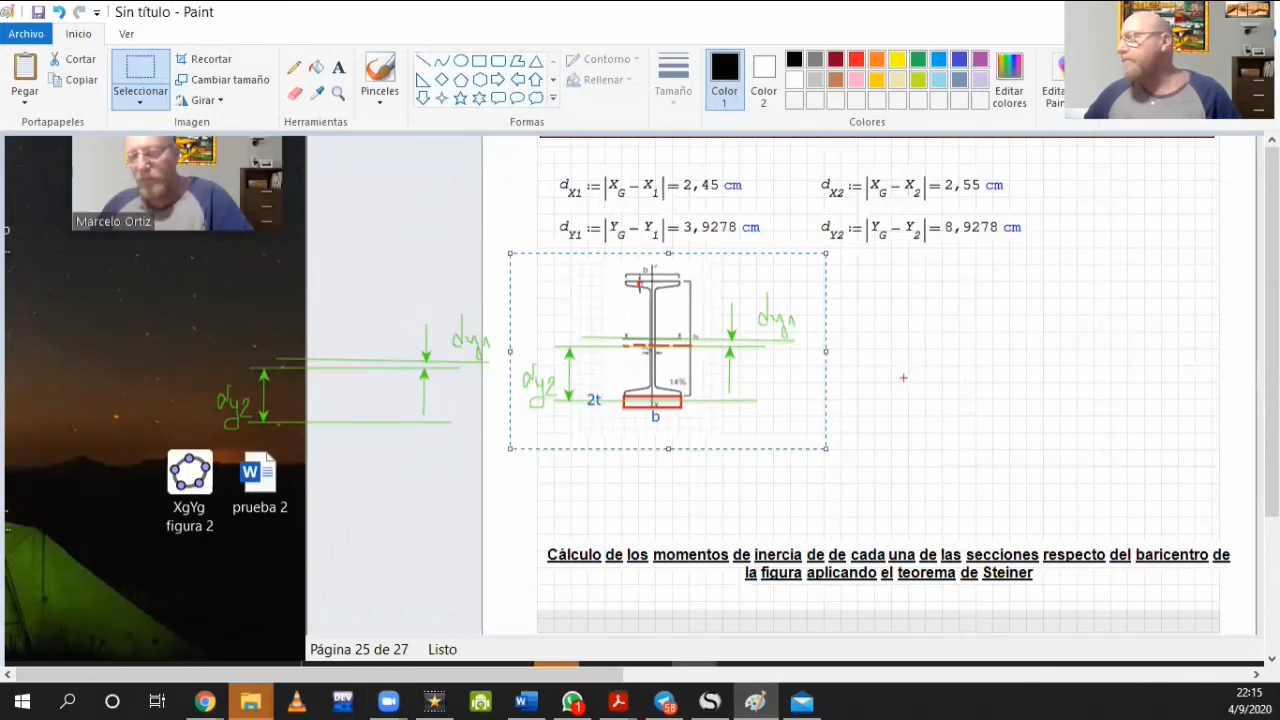 Sin título - Paint
Archivo
Inicio
Ver
Pegar
Cortar
Copiar
Portapapeles
Seleccionar
Recortar
Cambiar tamaño
Girar
Imagen
A
Herramientas
Pinceles
Contorno
Rellenar
Formas
Tamaño
Color 1
Color 2
Editar colores
Colores
Marcelo Ortiz
d_X1 := |X_G − X_1| = 2,45 cm
d_X2 := |X_G − X_2| = 2,55 cm
d_Y1 := |Y_G − Y_1| = 3,9278 cm
d_Y2 := |Y_G − Y_2| = 8,9278 cm
dy1
dy2
dy1
dy2
14%
2t
b
XgYg figura 2
prueba 2
Cálculo de los momentos de inercia de de cada una de las secciones respecto del baricentro de
la figura aplicando el teorema de Steiner
Página 25 de 27
Listo
DEV
1
58
22:15
4/9/2020